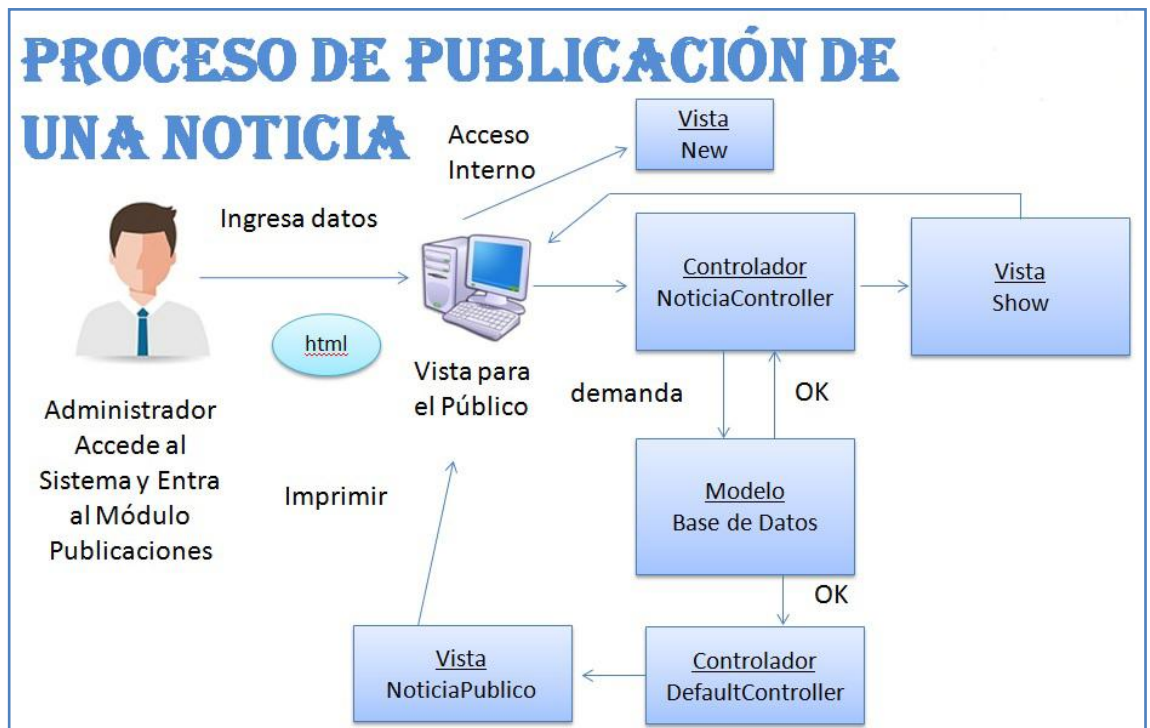 PROCESO DE PUBLICACIÓN DE
UNA NOTICIA
Acceso
Interno
Vista
New
Ingresa datos
Controlador
NoticiaController
Vista
Show
html
Vista para
el Público
demanda
OK
Administrador
Accede al
Sistema y Entra
al Módulo
Publicaciones
Imprimir
Modelo
Base de Datos
OK
Vista
NoticiaPublico
Controlador
DefaultController